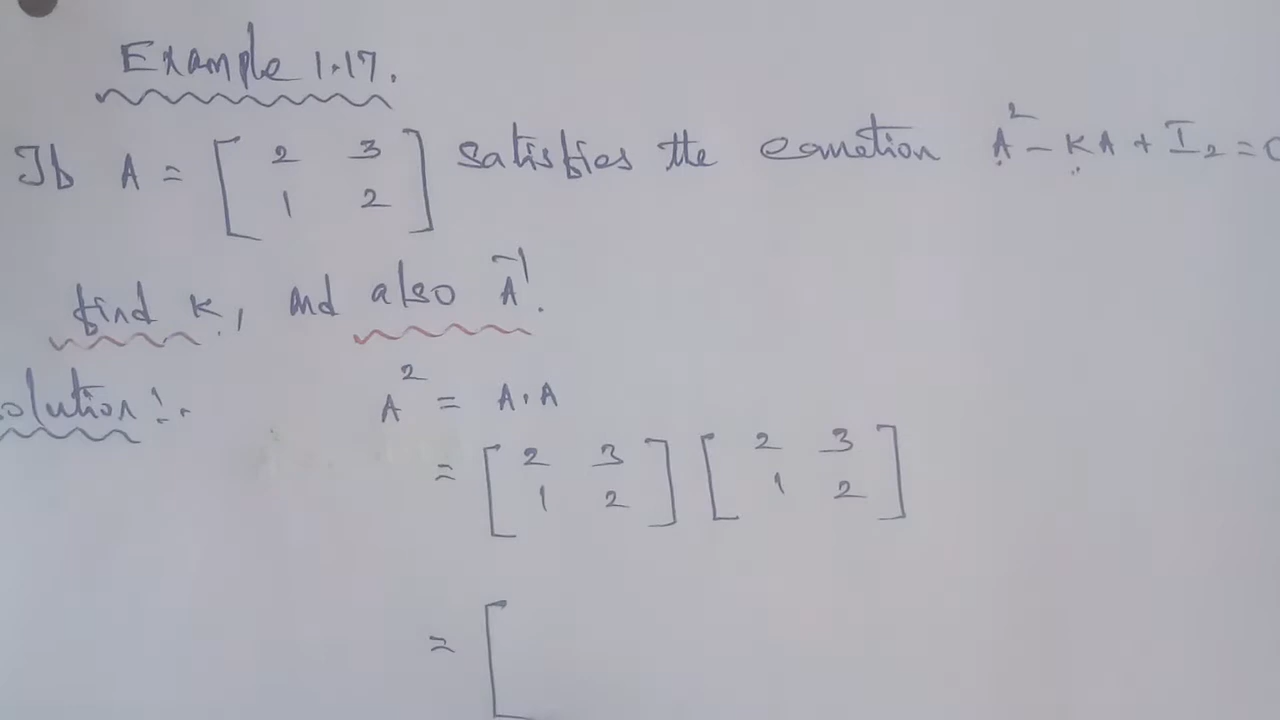 Example 1.17.
If A = [ 2 3 ; 1 2 ] satisfies the equation A² - KA + I₂ = 0
find K, and also A⁻¹.
olution:-
A² = A.A
= [ 2 3 ; 1 2 ] [ 2 3 ; 1 2 ]
= [